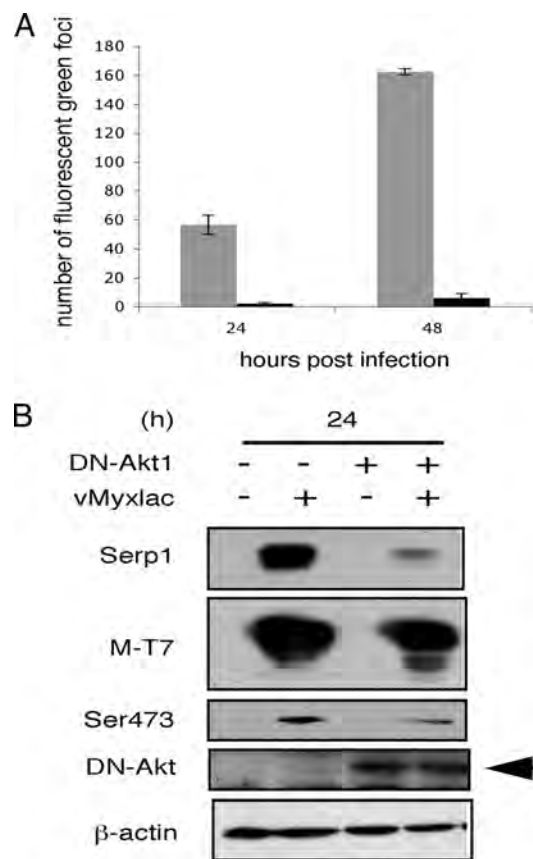 A
number of fluorescent green foci
180
160
140
120
100
80
60
40
20
0
24 48
hours post infection
B (h) 24
DN-Akt1 - - + +
vMyxlac - + - +
Serp1
M-T7
Ser473
DN-Akt
β-actin